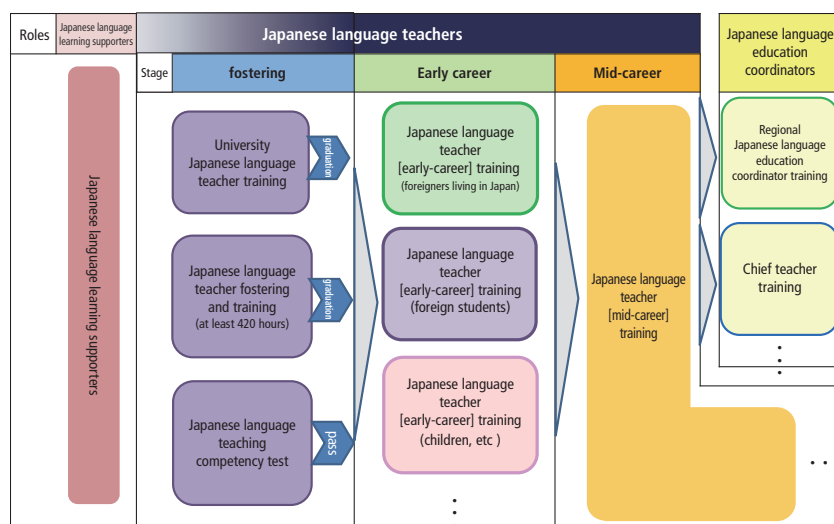 Roles
Japanese language
learning supporters
Japanese language teachers
Japanese language
education
coordinators
Stage
fostering
Early career
Mid-career
Japanese language learning supporters
University
Japanese language
teacher training
graduation
Japanese language
teacher fostering
and training
(at least 420 hours)
graduation
Japanese language
teaching
competency test
pass
Japanese language
teacher
[early-career] training
(foreigners living in Japan)
Japanese language
teacher
[early-career] training
(foreign students)
Japanese language
teacher
[early-career] training
(children, etc )
Japanese language
teacher
[mid-career]
training
Regional
Japanese language
education
coordinator training
Chief teacher
training